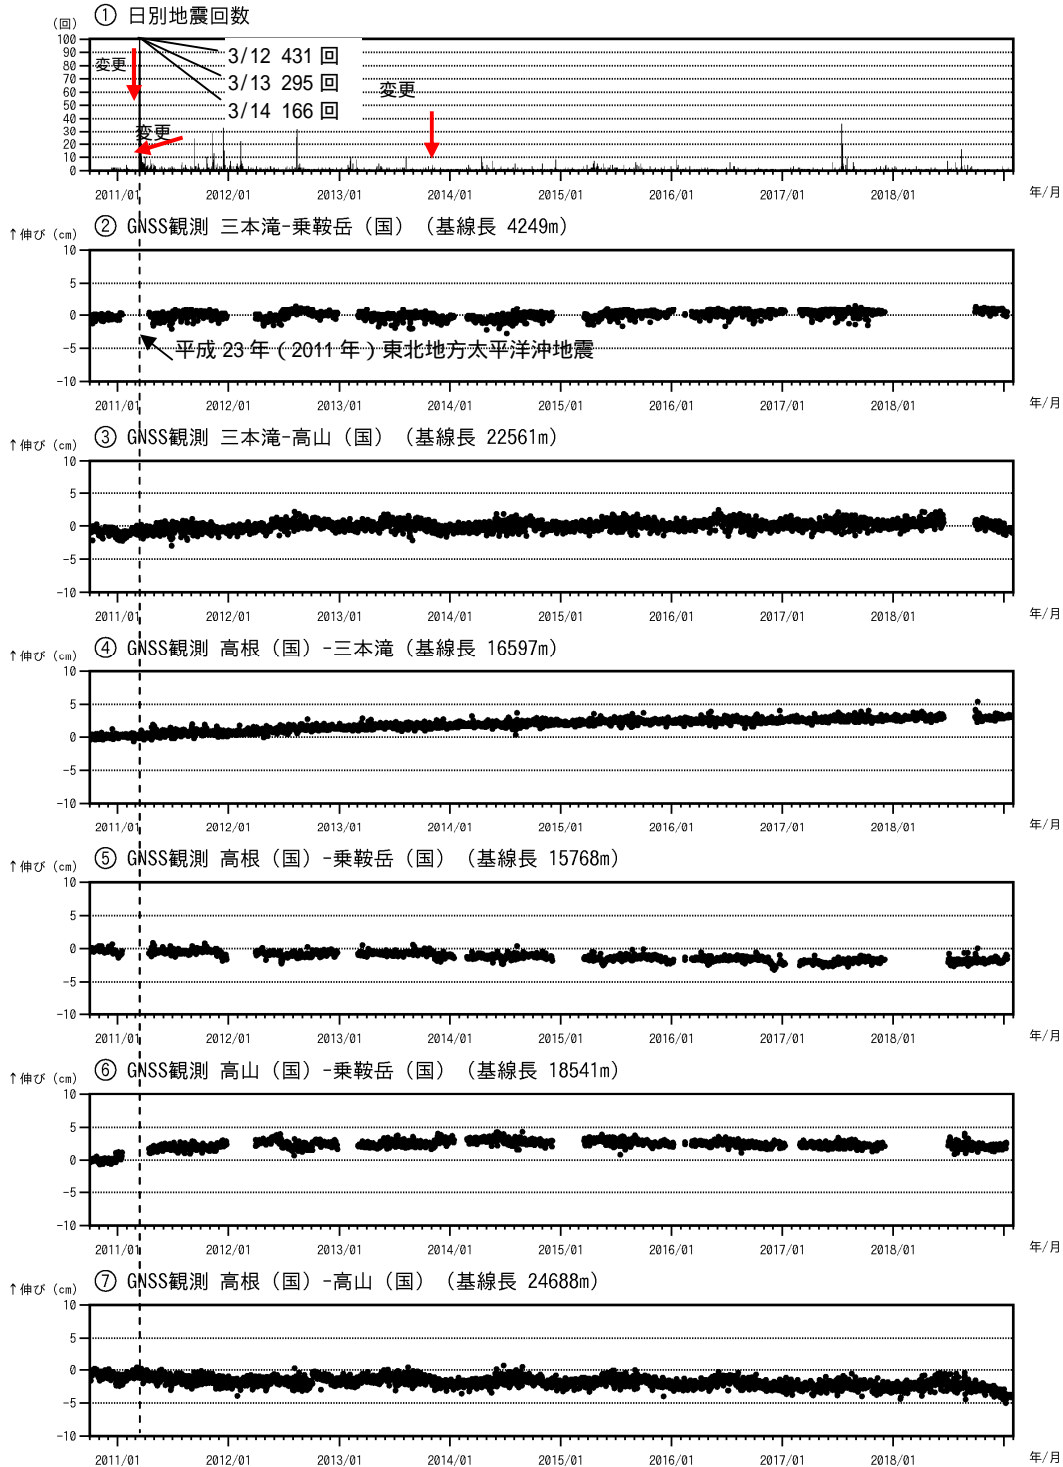 ① 日別地震回数
(回)
100
90
80
70
60
50
40
30
20
10
0
変更
変更
変更
3/12 431 回
3/13 295 回
3/14 166 回
2011/01 2012/01 2013/01 2014/01 2015/01 2016/01 2017/01 2018/01 年/月
② GNSS観測 三本滝-乗鞍岳（国）（基線長 4249m）
↑伸び (cm)
10
5
0
-5
-10
平成 23 年（2011 年）東北地方太平洋沖地震
2011/01 2012/01 2013/01 2014/01 2015/01 2016/01 2017/01 2018/01 年/月
③ GNSS観測 三本滝-高山（国）（基線長 22561m）
↑伸び (cm)
10
5
0
-5
-10
2011/01 2012/01 2013/01 2014/01 2015/01 2016/01 2017/01 2018/01 年/月
④ GNSS観測 高根（国）-三本滝（基線長 16597m）
↑伸び (cm)
10
5
0
-5
-10
2011/01 2012/01 2013/01 2014/01 2015/01 2016/01 2017/01 2018/01 年/月
⑤ GNSS観測 高根（国）-乗鞍岳（国）（基線長 15768m）
↑伸び (cm)
10
5
0
-5
-10
2011/01 2012/01 2013/01 2014/01 2015/01 2016/01 2017/01 2018/01 年/月
⑥ GNSS観測 高山（国）-乗鞍岳（国）（基線長 18541m）
↑伸び (cm)
10
5
0
-5
-10
2011/01 2012/01 2013/01 2014/01 2015/01 2016/01 2017/01 2018/01 年/月
⑦ GNSS観測 高根（国）-高山（国）（基線長 24688m）
↑伸び (cm)
10
5
0
-5
-10
2011/01 2012/01 2013/01 2014/01 2015/01 2016/01 2017/01 2018/01 年/月